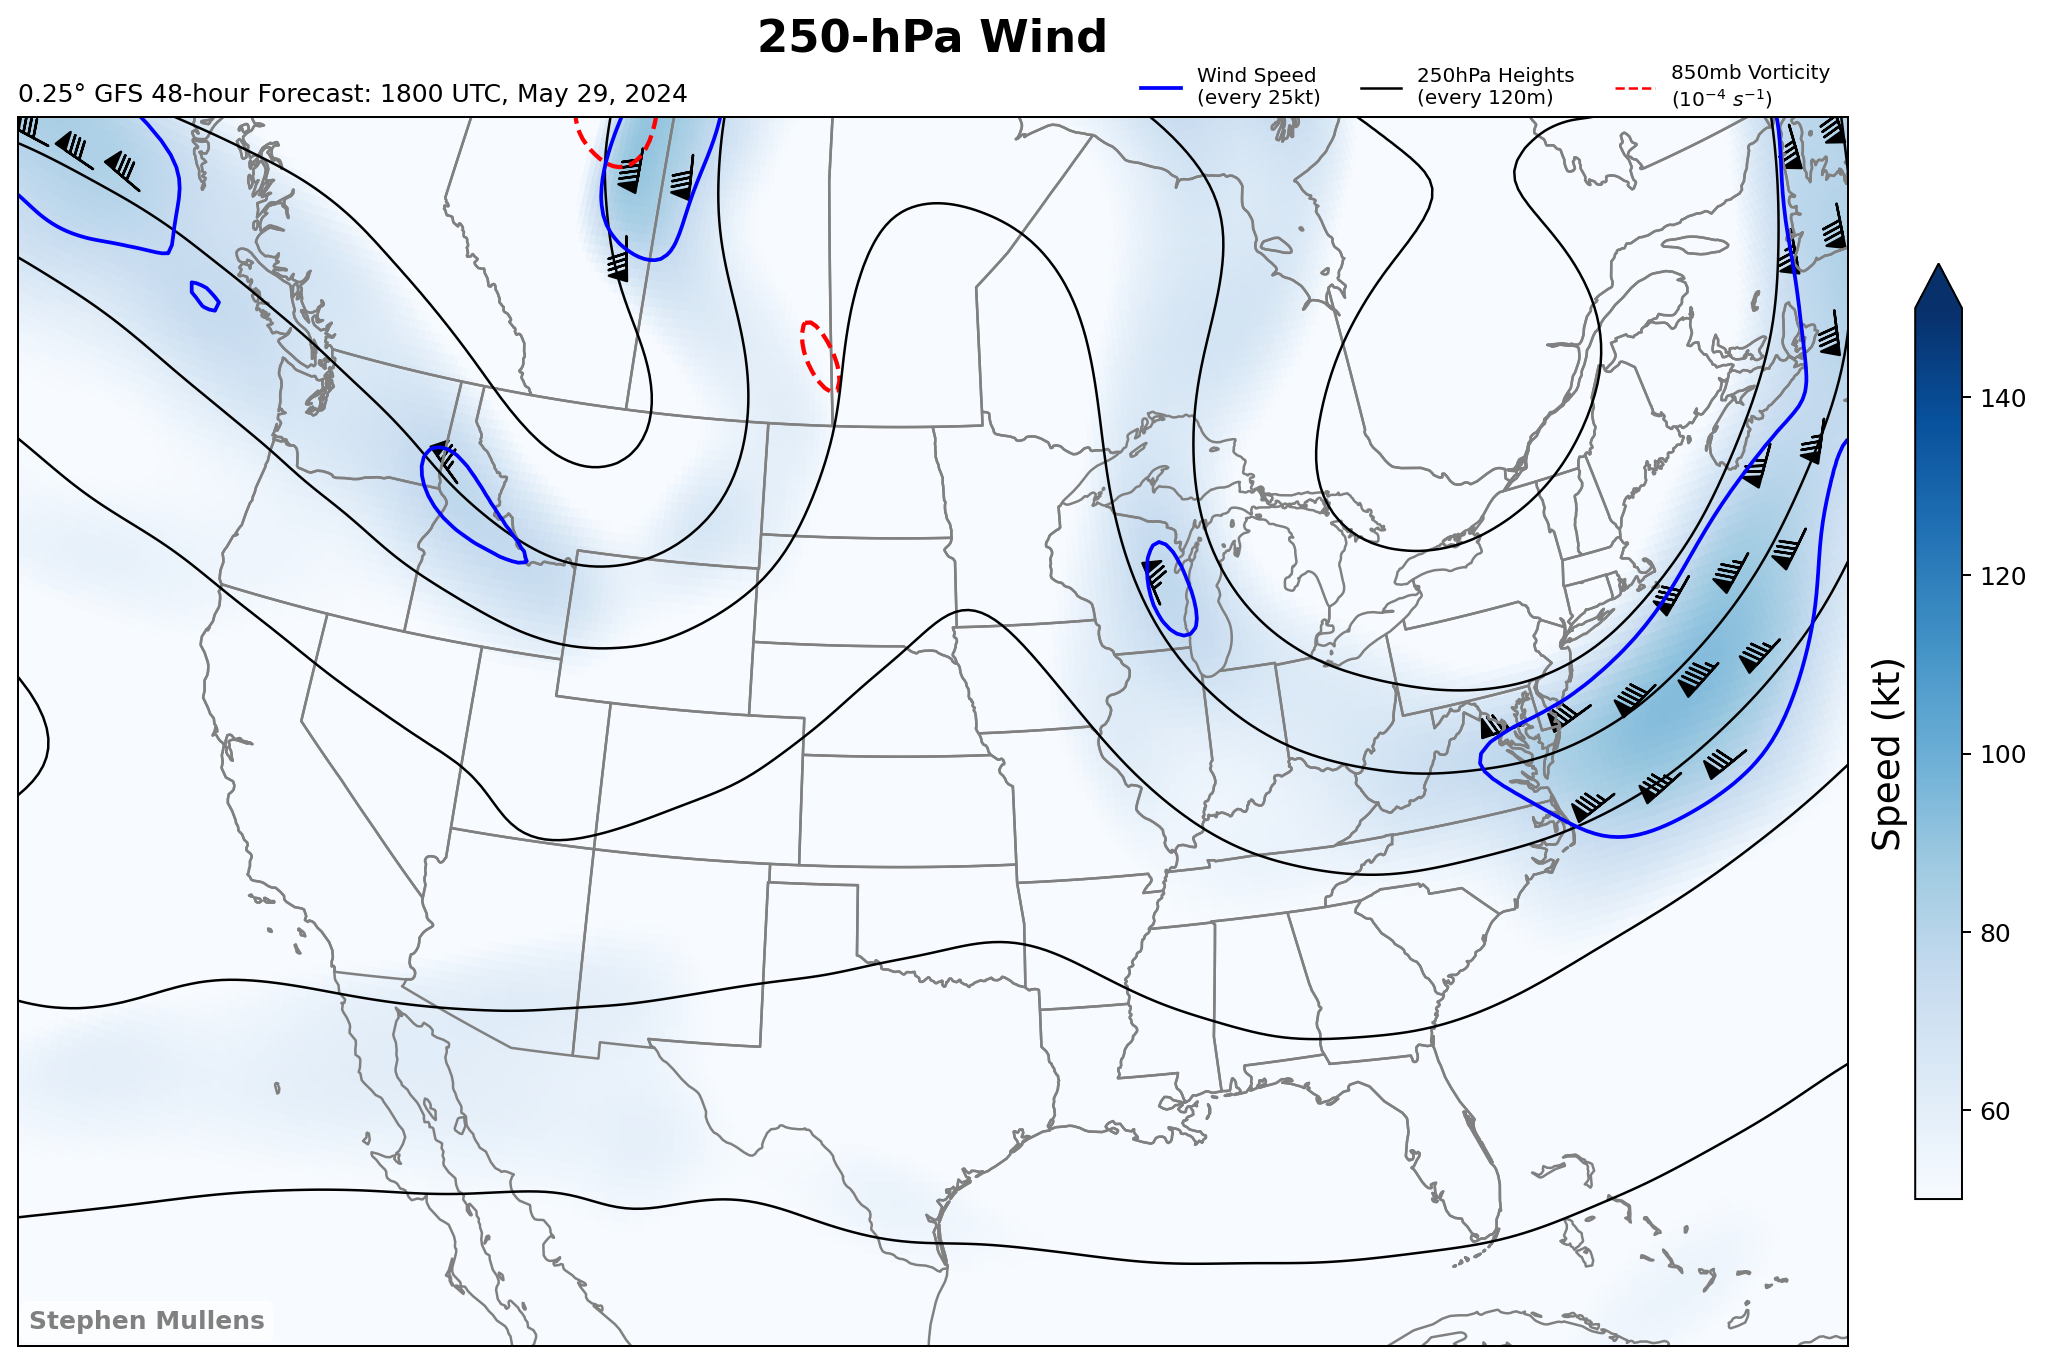 250-hPa Wind
0.25° GFS 48-hour Forecast: 1800 UTC, May 29, 2024
Wind Speed
(every 25kt)
250hPa Heights
(every 120m)
850mb Vorticity
(10⁻⁴ s⁻¹)
140
120
100
80
60
Speed (kt)
Stephen Mullens